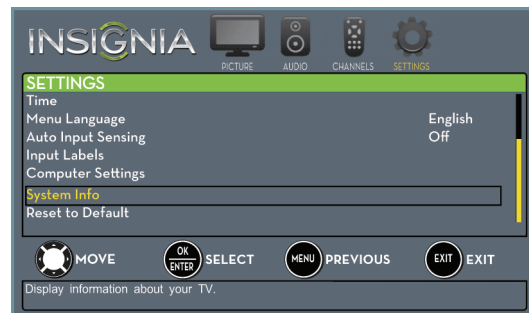 INSIGNIA
PICTURE AUDIO CHANNELS SETTINGS
SETTINGS
Time
Menu Language English
Auto Input Sensing Off
Input Labels
Computer Settings
System Info
Reset to Default
MOVE OK ENTER SELECT MENU PREVIOUS EXIT EXIT
Display information about your TV.